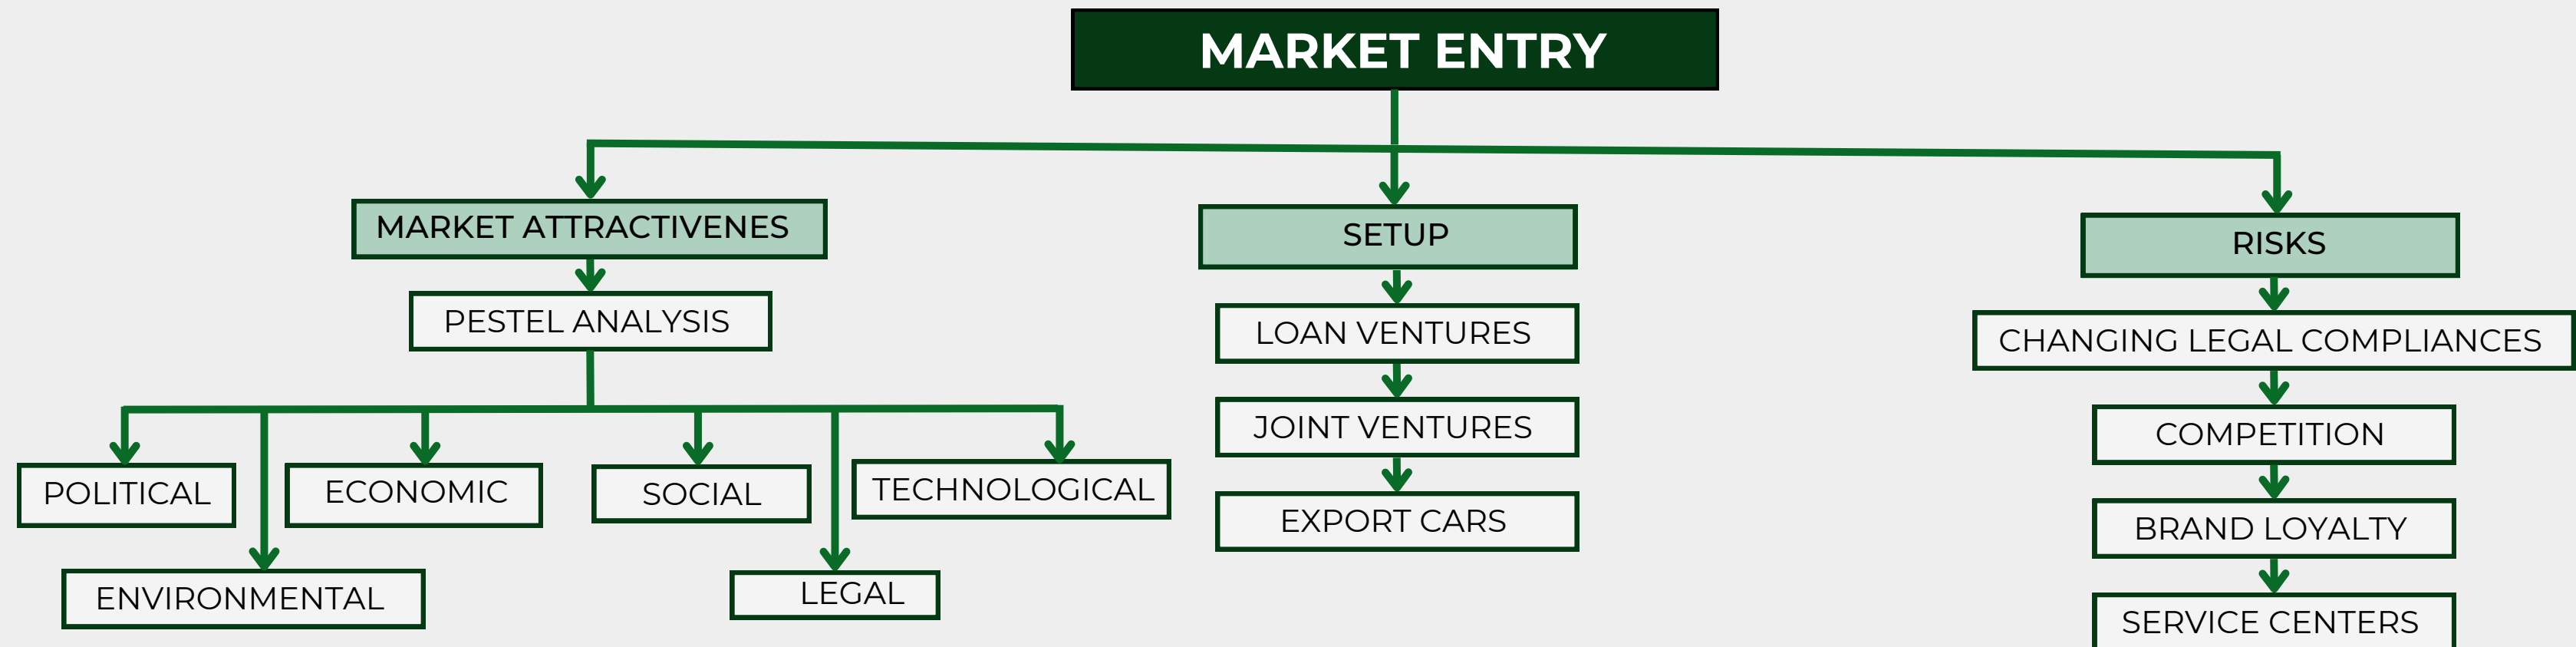 MARKET ENTRY
MARKET ATTRACTIVENES
SETUP
RISKS
PESTEL ANALYSIS
LOAN VENTURES
CHANGING LEGAL COMPLIANCES
JOINT VENTURES
COMPETITION
POLITICAL
ECONOMIC
SOCIAL
TECHNOLOGICAL
EXPORT CARS
BRAND LOYALTY
ENVIRONMENTAL
LEGAL
SERVICE CENTERS